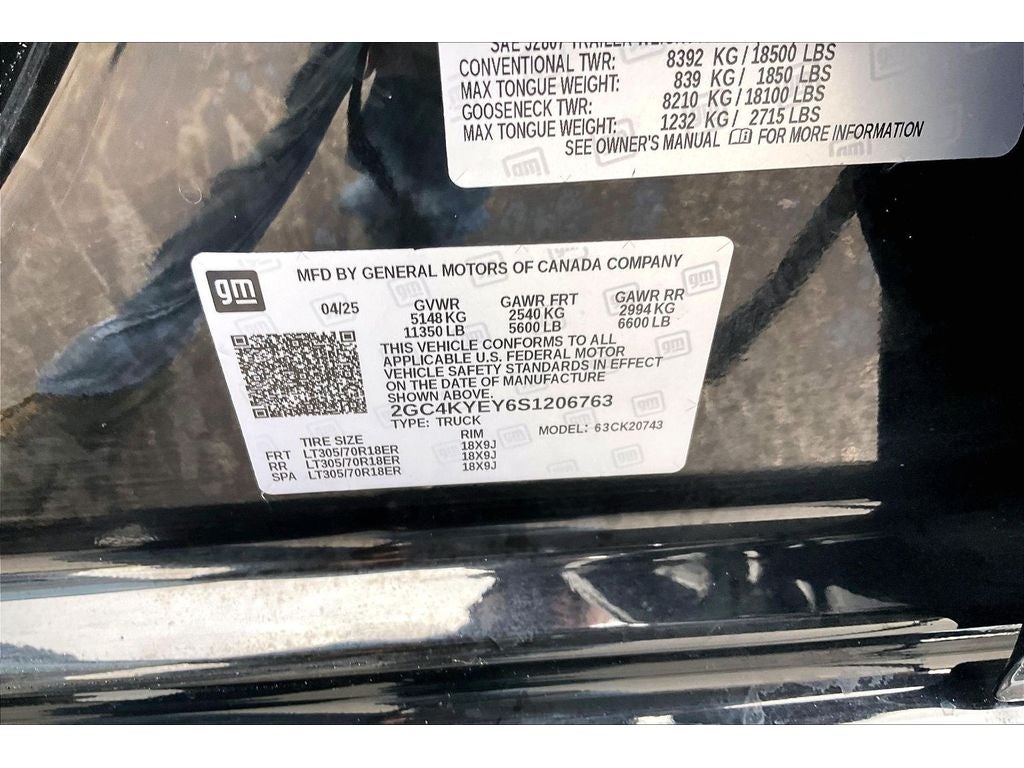 SAE J2807 TRAILER
CONVENTIONAL TWR: 8392 KG / 18500 LBS
MAX TONGUE WEIGHT: 839 KG / 1850 LBS
GOOSENECK TWR: 8210 KG / 18100 LBS
MAX TONGUE WEIGHT: 1232 KG / 2715 LBS
SEE OWNER'S MANUAL FOR MORE INFORMATION
gm
MFD BY GENERAL MOTORS OF CANADA COMPANY
04/25 GVWR GAWR FRT GAWR RR
5148 KG 2540 KG 2994 KG
11350 LB 5600 LB 6600 LB
THIS VEHICLE CONFORMS TO ALL
APPLICABLE U.S. FEDERAL MOTOR
VEHICLE SAFETY STANDARDS IN EFFECT
ON THE DATE OF MANUFACTURE
SHOWN ABOVE.
2GC4KYEY6S1206763
TYPE: TRUCK MODEL: 63CK20743
TIRE SIZE RIM
FRT LT305/70R18ER 18X9J
RR LT305/70R18ER 18X9J
SPA LT305/70R18ER 18X9J